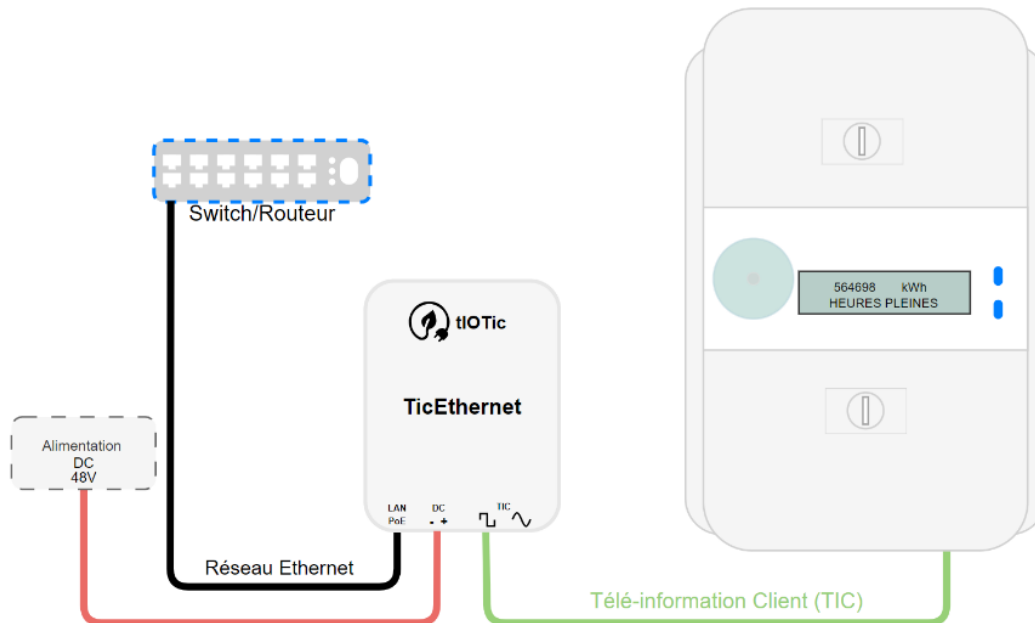 Switch/Routeur
564698 kWh
HEURES PLEINES
tIOTic
TicEthernet
Alimentation
DC
48V
LAN
PoE
DC
- +
TIC
Réseau Ethernet
Télé-information Client (TIC)